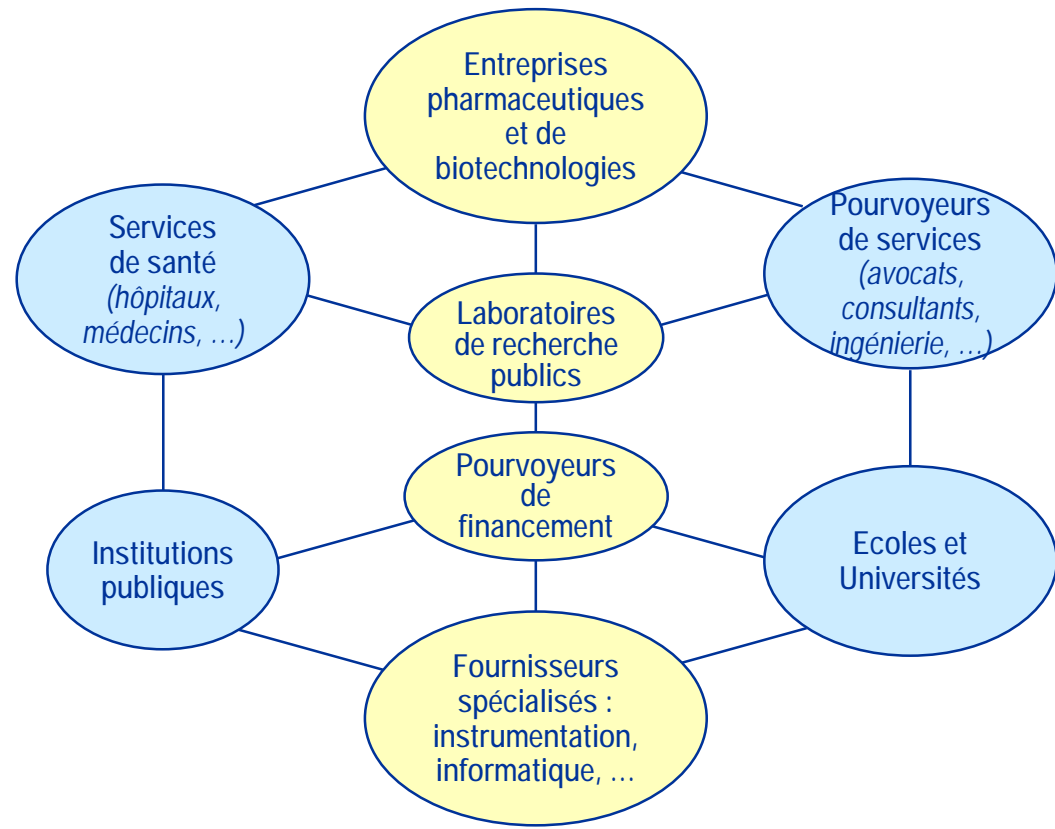 Entreprises
pharmaceutiques
et de
biotechnologies
Services
de santé
(hôpitaux,
médecins, …)
Pourvoyeurs
de services
(avocats,
consultants,
ingénierie, …)
Laboratoires
de recherche
publics
Pourvoyeurs
de
financement
Institutions
publiques
Ecoles et
Universités
Fournisseurs
spécialisés :
instrumentation,
informatique, …